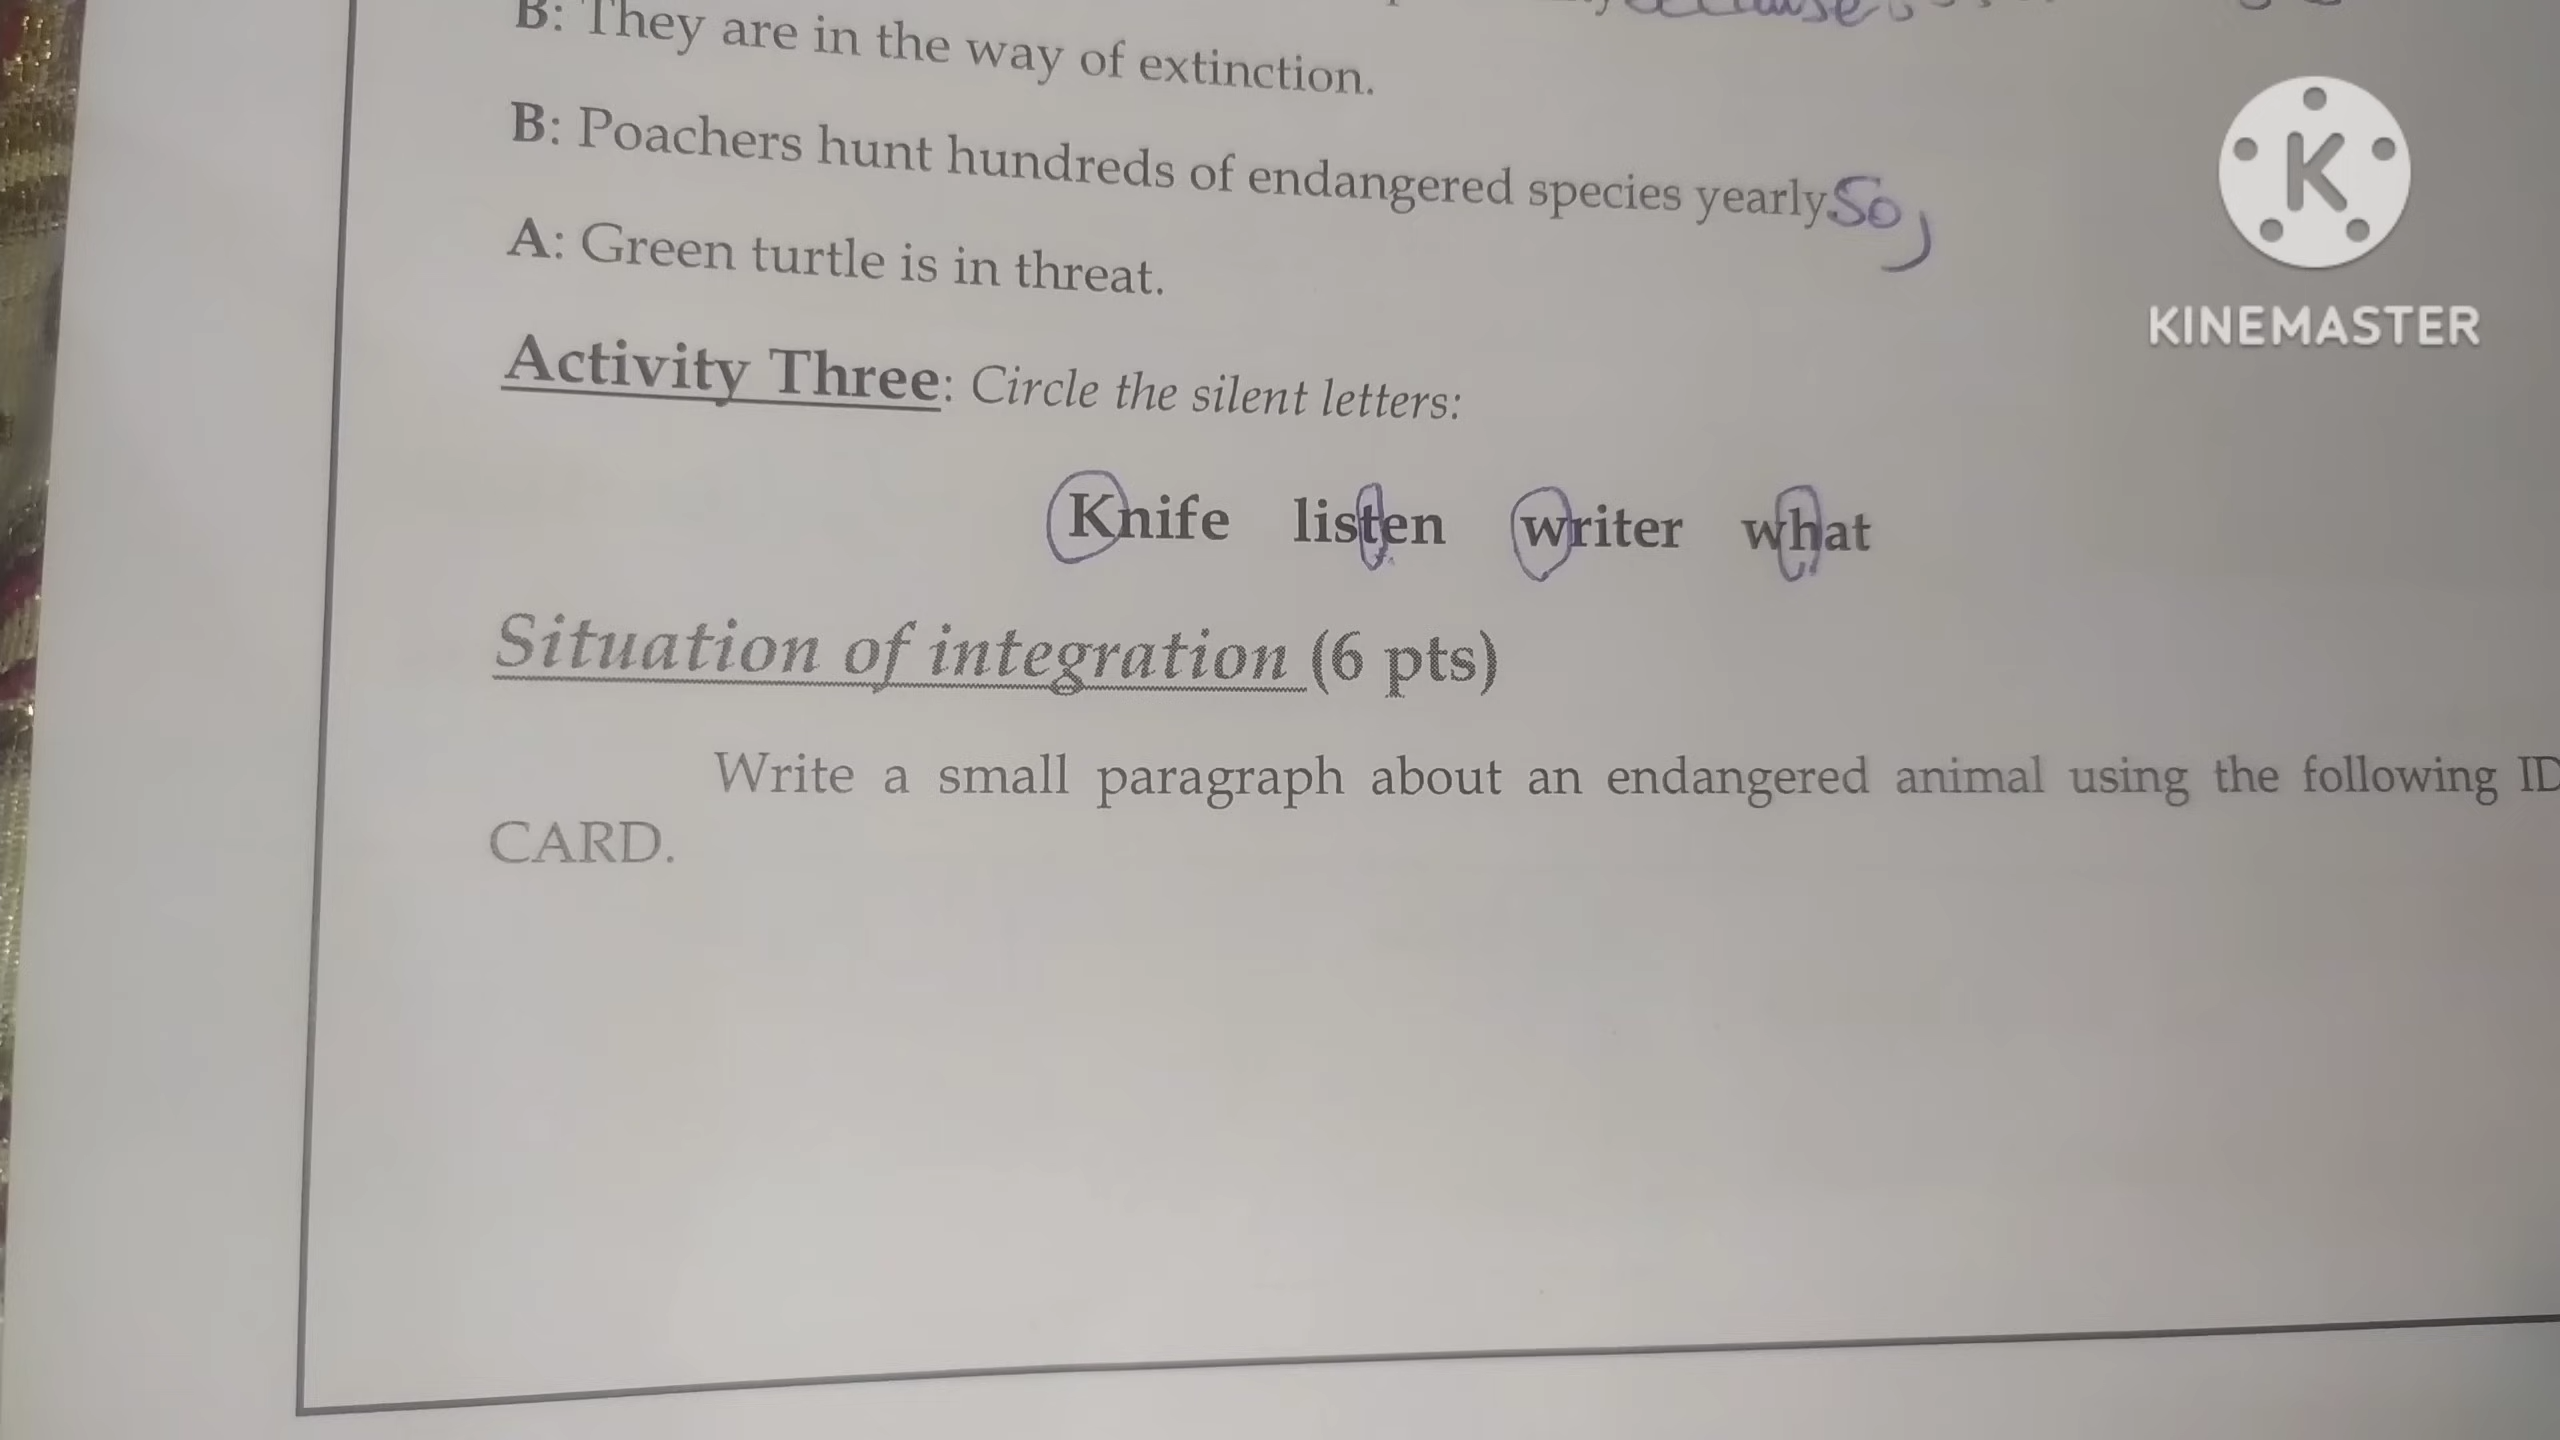 because
B: They are in the way of extinction.
B: Poachers hunt hundreds of endangered species yearly So,
A: Green turtle is in threat.
Activity Three: Circle the silent letters:
Knife listen writer what
Situation of integration (6 pts)
Write a small paragraph about an endangered animal using the following ID
CARD.
K
KINEMASTER